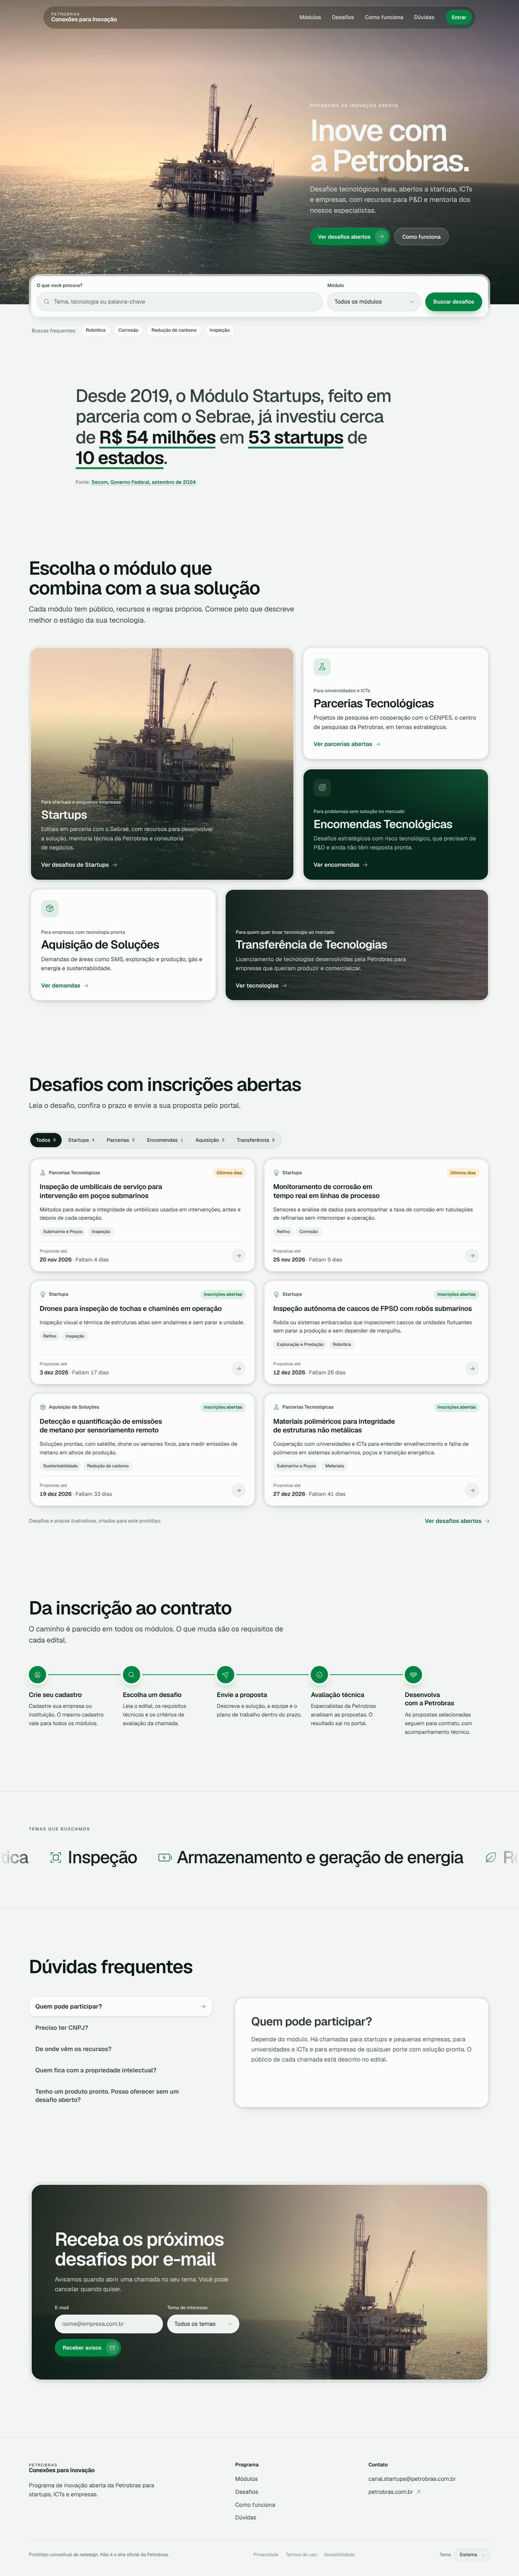 PETROBRAS
Conexões para Inovação
Módulos
Desafios
Como funciona
Dúvidas
Entrar
PROGRAMA DE INOVAÇÃO ABERTA
Inove com
a Petrobras.
Desafios tecnológicos reais, abertos a startups, ICTs
e empresas, com recursos para P&D e mentoria dos
nossos especialistas.
Ver desafios abertos
Como funciona
O que você procura?
Tema, tecnologia ou palavra-chave
Módulo
Todos os módulos
Buscar desafios
Buscas frequentes:
Robótica
Corrosão
Redução de carbono
Inspeção
Desde 2019, o Módulo Startups, feito em
parceria com o Sebrae, já investiu cerca
de R$ 54 milhões em 53 startups de
10 estados.
Fonte: Secom, Governo Federal, setembro de 2024.
Escolha o módulo que
combina com a sua solução
Cada módulo tem público, recursos e regras próprios. Comece pelo que descreve
melhor o estágio da sua tecnologia.
Para startups e pequenas empresas
Startups
Editais em parceria com o Sebrae, com recursos para desenvolver
a solução, mentoria técnica da Petrobras e consultoria
de negócios.
Ver desafios de Startups
Para universidades e ICTs
Parcerias Tecnológicas
Projetos de pesquisa em cooperação com o CENPES, o centro
de pesquisas da Petrobras, em temas estratégicos.
Ver parcerias abertas
Para problemas sem solução no mercado
Encomendas Tecnológicas
Desafios estratégicos com risco tecnológico, que precisam de
P&D e ainda não têm resposta pronta.
Ver encomendas
Para empresas com tecnologia pronta
Aquisição de Soluções
Demandas de áreas como SMS, exploração e produção, gás e
energia e sustentabilidade.
Ver demandas
Para quem quer levar tecnologia ao mercado
Transferência de Tecnologias
Licenciamento de tecnologias desenvolvidas pela Petrobras para
empresas que queiram produzir e comercializar.
Ver tecnologias
Desafios com inscrições abertas
Leia o desafio, confira o prazo e envie a sua proposta pelo portal.
Todos 9
Startups 4
Parcerias 2
Encomendas 1
Aquisição 2
Transferência
Parcerias Tecnológicas
Últimos dias
Inspeção de umbilicais de serviço para
intervenção em poços submarinos
Métodos para avaliar a integridade de umbilicais usados em intervenções, antes e
depois de cada operação.
Submarino e Poços
Inspeção
Propostas até
20 nov 2026 · Faltam 4 dias
Startups
Últimos dias
Monitoramento de corrosão em
tempo real em linhas de processo
Sensores e análise de dados para acompanhar a taxa de corrosão em tubulações
de refinarias sem interromper a operação.
Refino
Corrosão
Propostas até
25 nov 2026 · Faltam 9 dias
Startups
Inscrições abertas
Drones para inspeção de tochas e chaminés em operação
Inspeção visual e térmica de estruturas altas sem andaimes e sem parar a unidade.
Refino
Inspeção
Propostas até
3 dez 2026 · Faltam 17 dias
Startups
Inscrições abertas
Inspeção autônoma de cascos de FPSO com robôs submarinos
Robôs ou sistemas embarcados que inspecionem cascos de unidades flutuantes
sem parar a produção e sem depender de mergulho.
Exploração e Produção
Robótica
Propostas até
12 dez 2026 · Faltam 26 dias
Aquisição de Soluções
Inscrições abertas
Detecção e quantificação de emissões
de metano por sensoriamento remoto
Soluções prontas, com satélite, drone ou sensores fixos, para medir emissões de
metano em ativos de produção.
Sustentabilidade
Redução de carbono
Propostas até
19 dez 2026 · Faltam 33 dias
Parcerias Tecnológicas
Inscrições abertas
Materiais poliméricos para integridade
de estruturas não metálicas
Cooperação com universidades e ICTs para entender envelhecimento e falha de
polímeros em sistemas submarinos, poços e transição energética.
Submarino e Poços
Materiais
Propostas até
27 dez 2026 · Faltam 41 dias
Desafios e prazos ilustrativos, criados para este protótipo.
Ver desafios abertos
Da inscrição ao contrato
O caminho é parecido em todos os módulos. O que muda são os requisitos de
cada edital.
Crie seu cadastro
Cadastre sua empresa ou
instituição. O mesmo cadastro
vale para todos os módulos.
Escolha um desafio
Leia o edital, os requisitos
técnicos e os critérios de
avaliação da chamada.
Envie a proposta
Descreva a solução, a equipe e o
plano de trabalho dentro do prazo.
Avaliação técnica
Especialistas da Petrobras
analisam as propostas. O
resultado sai no portal.
Desenvolva
com a Petrobras
As propostas selecionadas
seguem para contrato, com
acompanhamento técnico.
TEMAS QUE BUSCAMOS
tica
Inspeção
Armazenamento e geração de energia
Re
Dúvidas frequentes
Quem pode participar?
Preciso ter CNPJ?
De onde vêm os recursos?
Quem fica com a propriedade intelectual?
Tenho um produto pronto. Posso oferecer sem um
desafio aberto?
Quem pode participar?
Depende do módulo. Há chamadas para startups e pequenas empresas, para
universidades e ICTs e para empresas de qualquer porte com solução pronta. O
público de cada chamada está descrito no edital.
Receba os próximos
desafios por e-mail
Avisamos quando abrir uma chamada no seu tema. Você pode
cancelar quando quiser.
E-mail
nome@empresa.com.br
Tema de interesse
Todos os temas
Receber avisos
PETROBRAS
Conexões para Inovação
Programa de inovação aberta da Petrobras para
startups, ICTs e empresas.
Programa
Módulos
Desafios
Como funciona
Dúvidas
Contato
canal.startups@petrobras.com.br
petrobras.com.br
Protótipo conceitual de redesign. Não é o site oficial da Petrobras.
Privacidade
Termos de uso
Acessibilidade
Tema
Sistema